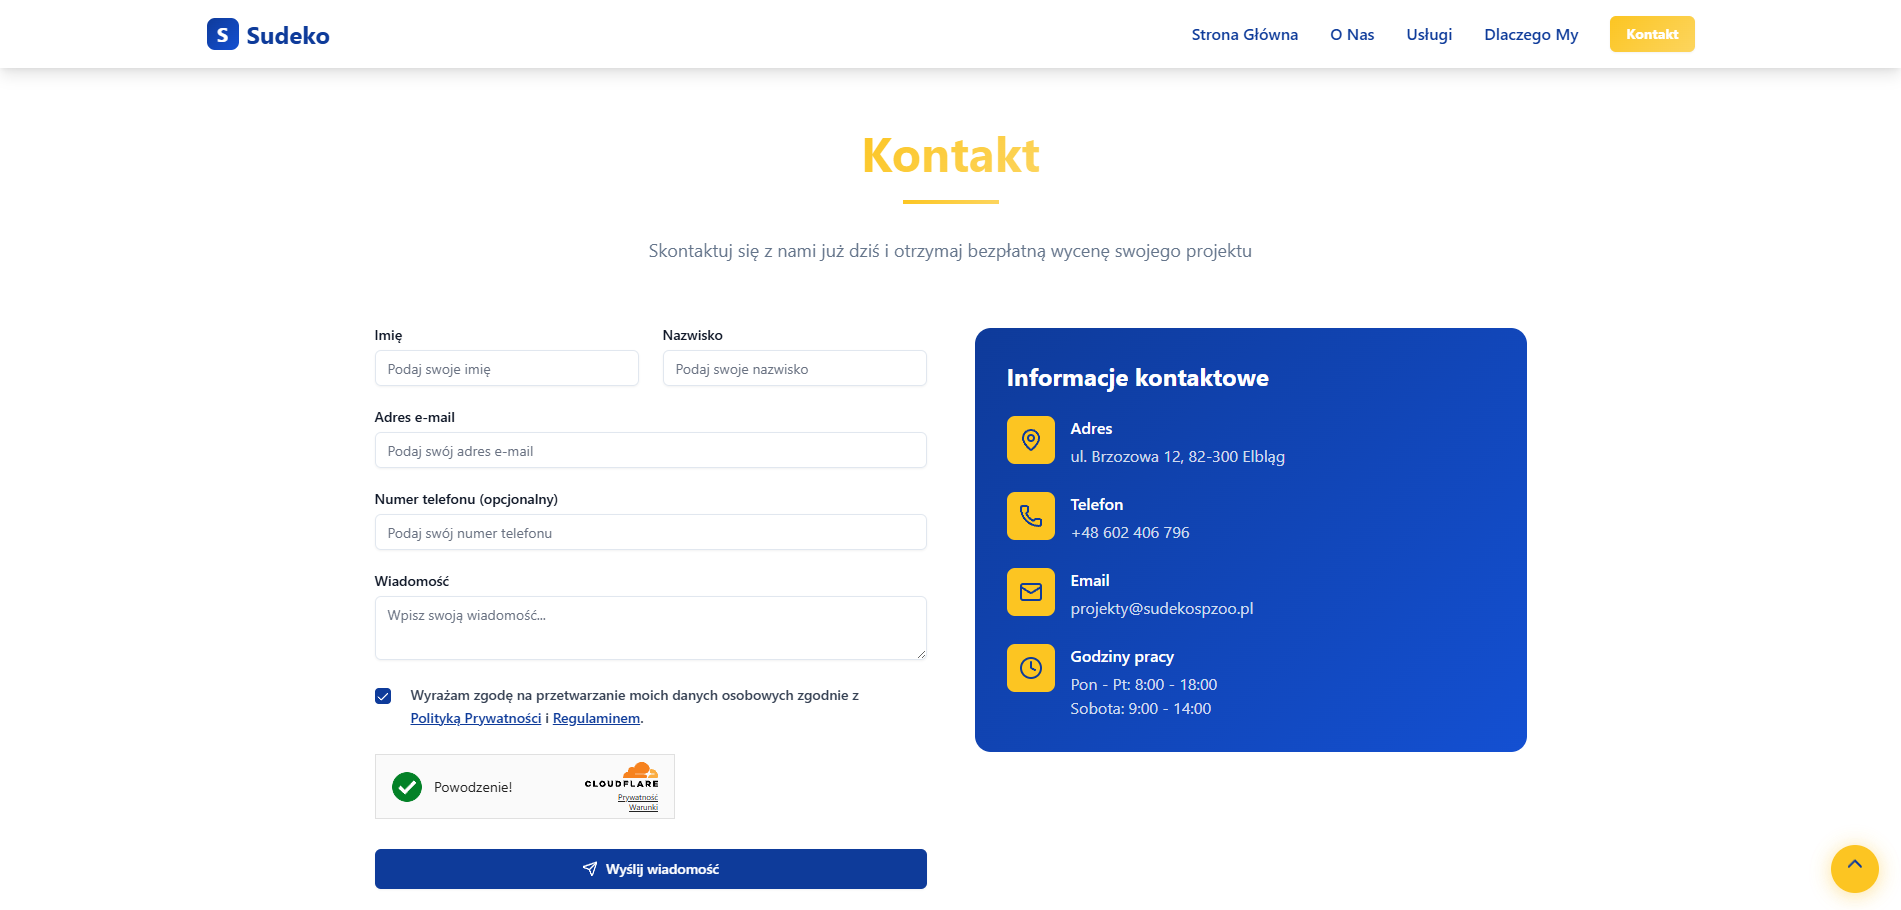 S Sudeko
Strona Główna
O Nas
Usługi
Dlaczego My
Kontakt
Kontakt
Skontaktuj się z nami już dziś i otrzymaj bezpłatną wycenę swojego projektu
Imię
Podaj swoje imię
Nazwisko
Podaj swoje nazwisko
Adres e-mail
Podaj swój adres e-mail
Numer telefonu (opcjonalny)
Podaj swój numer telefonu
Wiadomość
Wpisz swoją wiadomość...
Wyrażam zgodę na przetwarzanie moich danych osobowych zgodnie z
Polityką Prywatności i Regulaminem.
Powodzenie!
CLOUDFLARE
Prywatność
Warunki
Wyślij wiadomość
Informacje kontaktowe
Adres
ul. Brzozowa 12, 82-300 Elbląg
Telefon
+48 602 406 796
Email
projekty@sudekospzoo.pl
Godziny pracy
Pon - Pt: 8:00 - 18:00
Sobota: 9:00 - 14:00